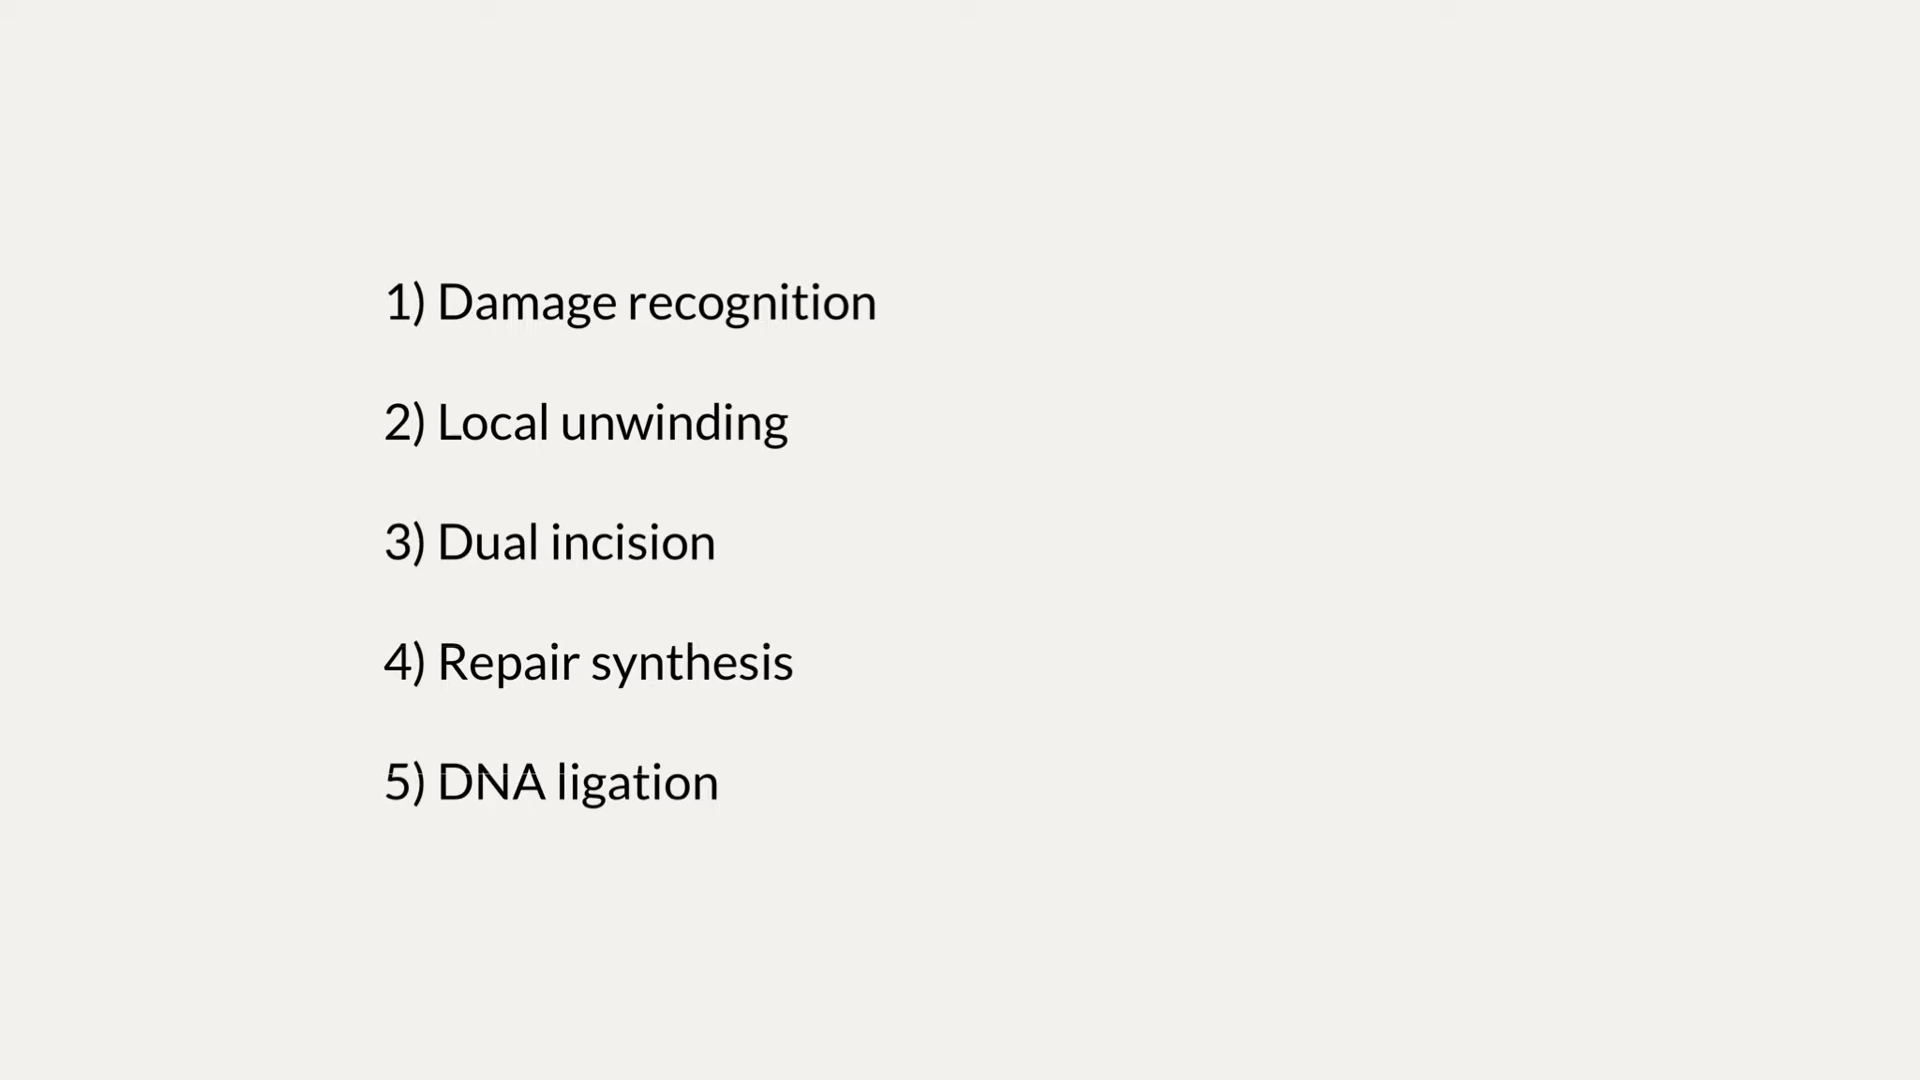 1) Damage recognition
2) Local unwinding
3) Dual incision
4) Repair synthesis
5) DNA ligation